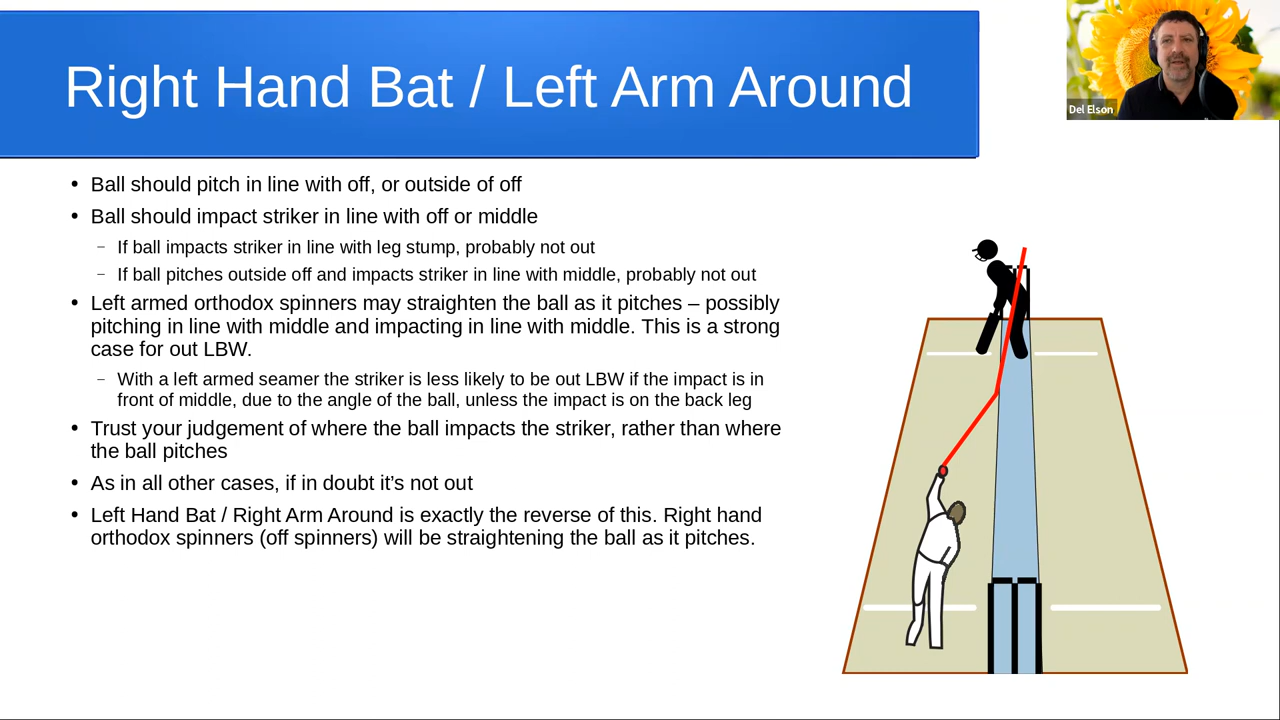 Right Hand Bat / Left Arm Around
Del Elson
• Ball should pitch in line with off, or outside of off
• Ball should impact striker in line with off or middle
– If ball impacts striker in line with leg stump, probably not out
– If ball pitches outside off and impacts striker in line with middle, probably not out
• Left armed orthodox spinners may straighten the ball as it pitches – possibly
pitching in line with middle and impacting in line with middle. This is a strong
case for out LBW.
– With a left armed seamer the striker is less likely to be out LBW if the impact is in
front of middle, due to the angle of the ball, unless the impact is on the back leg
• Trust your judgement of where the ball impacts the striker, rather than where
the ball pitches
• As in all other cases, if in doubt it’s not out
• Left Hand Bat / Right Arm Around is exactly the reverse of this. Right hand
orthodox spinners (off spinners) will be straightening the ball as it pitches.